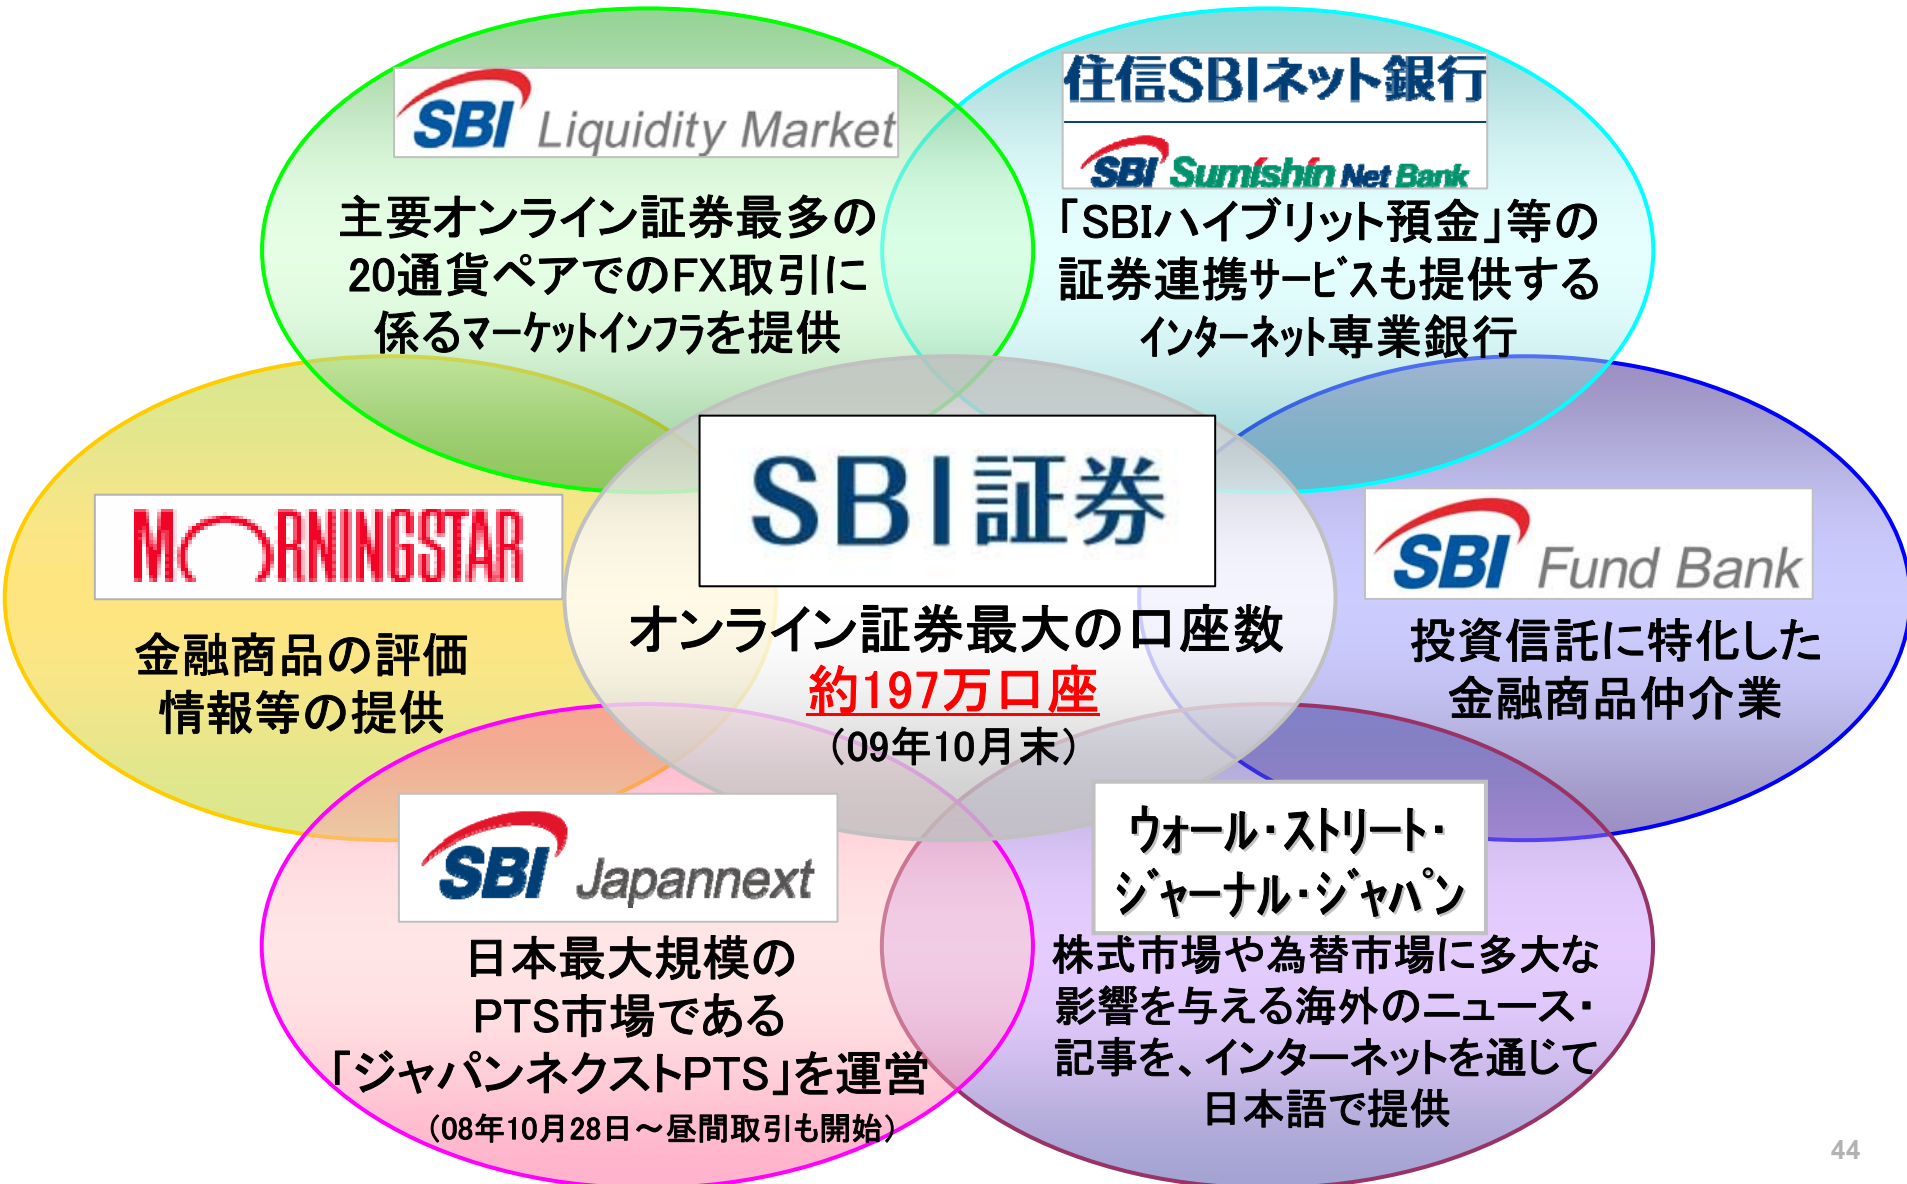 SBI Liquidity Market
主要オンライン証券最多の
20通貨ペアでのFX取引に
係るマーケットインフラを提供
住信SBIネット銀行
SBI Sumishin Net Bank
「SBIハイブリット預金」等の
証券連携サービスも提供する
インターネット専業銀行
MORNINGSTAR
金融商品の評価
情報等の提供
SBI証券
オンライン証券最大の口座数
約197万口座
（09年10月末）
SBI Fund Bank
投資信託に特化した
金融商品仲介業
SBI Japannext
日本最大規模の
PTS市場である
「ジャパンネクストPTS」を運営
（08年10月28日～昼間取引も開始）
ウォール・ストリート・
ジャーナル・ジャパン
株式市場や為替市場に多大な
影響を与える海外のニュース・
記事を、インターネットを通じて
日本語で提供
44